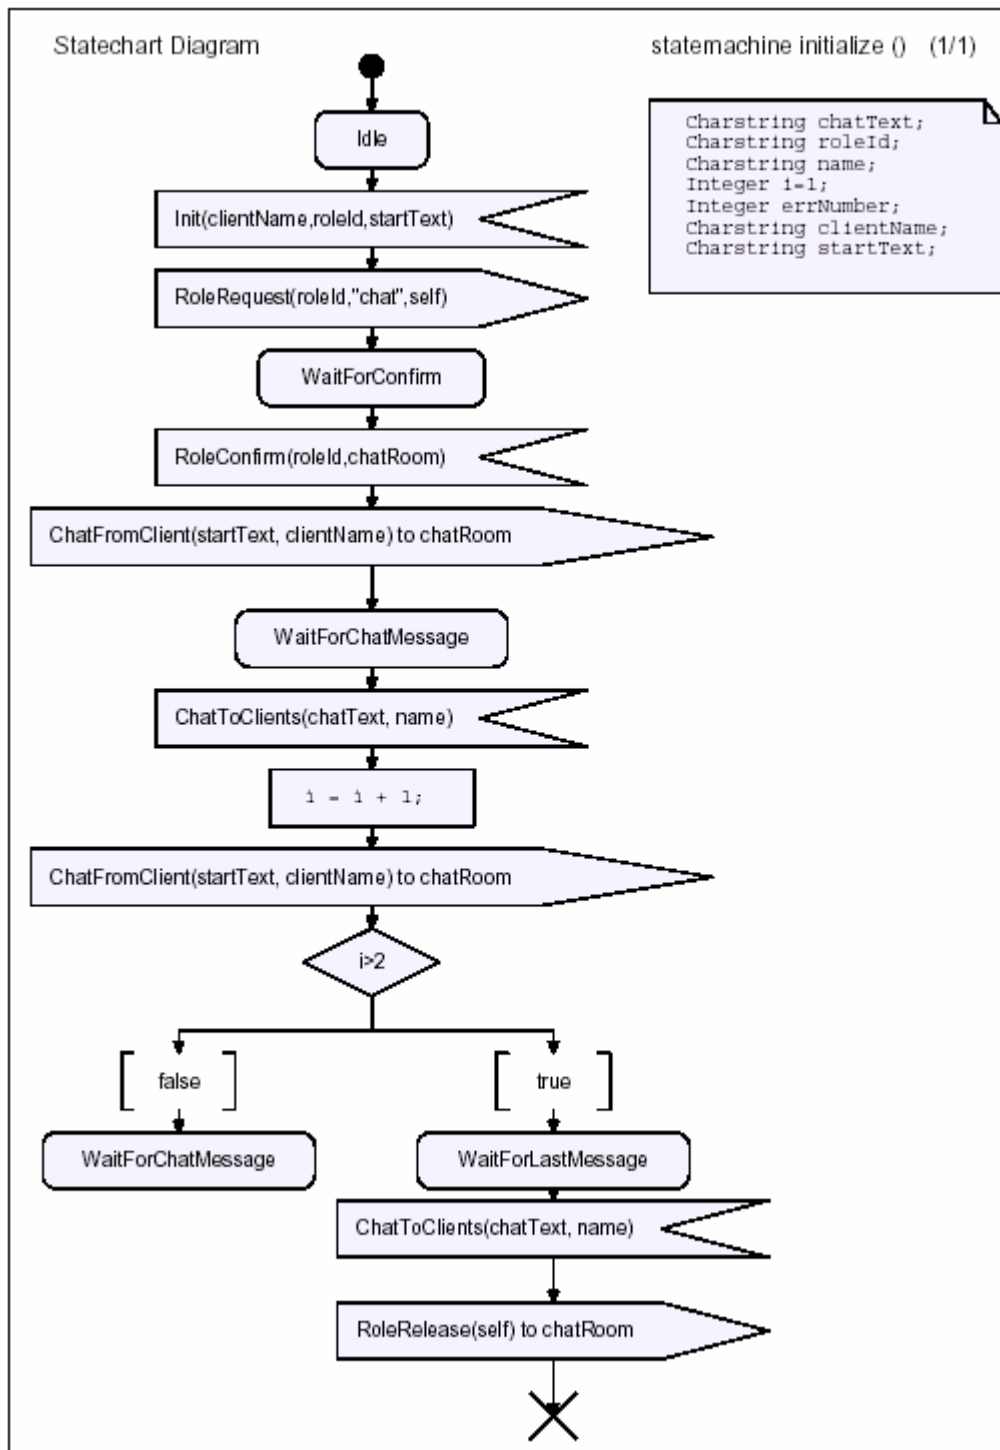 Statechart Diagram
statemachine initialize () (1/1)
Charstring chatText;
Charstring roleId;
Charstring name;
Integer i=1;
Integer errNumber;
Charstring clientName;
Charstring startText;
Idle
Init(clientName,roleId,startText)
RoleRequest(roleId,"chat",self)
WaitForConfirm
RoleConfirm(roleId,chatRoom)
ChatFromClient(startText, clientName) to chatRoom
WaitForChatMessage
ChatToClients(chatText, name)
i = i + 1;
ChatFromClient(startText, clientName) to chatRoom
i>2
false
true
WaitForChatMessage
WaitForLastMessage
ChatToClients(chatText, name)
RoleRelease(self) to chatRoom